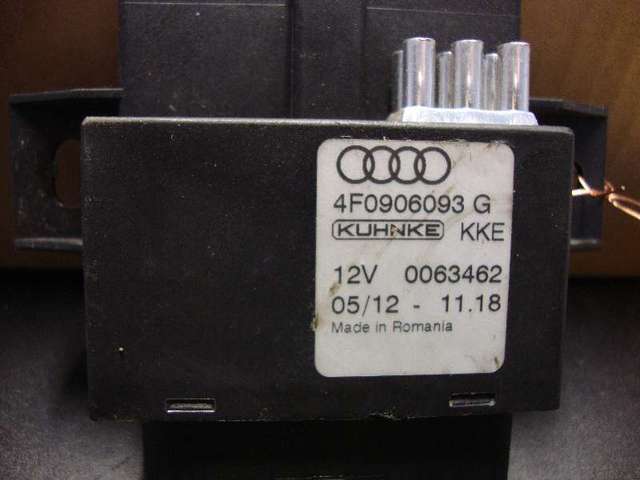 4F0906093 G
KUHNKE KKE
12V 0063462
05/12 - 11.18
Made in Romania